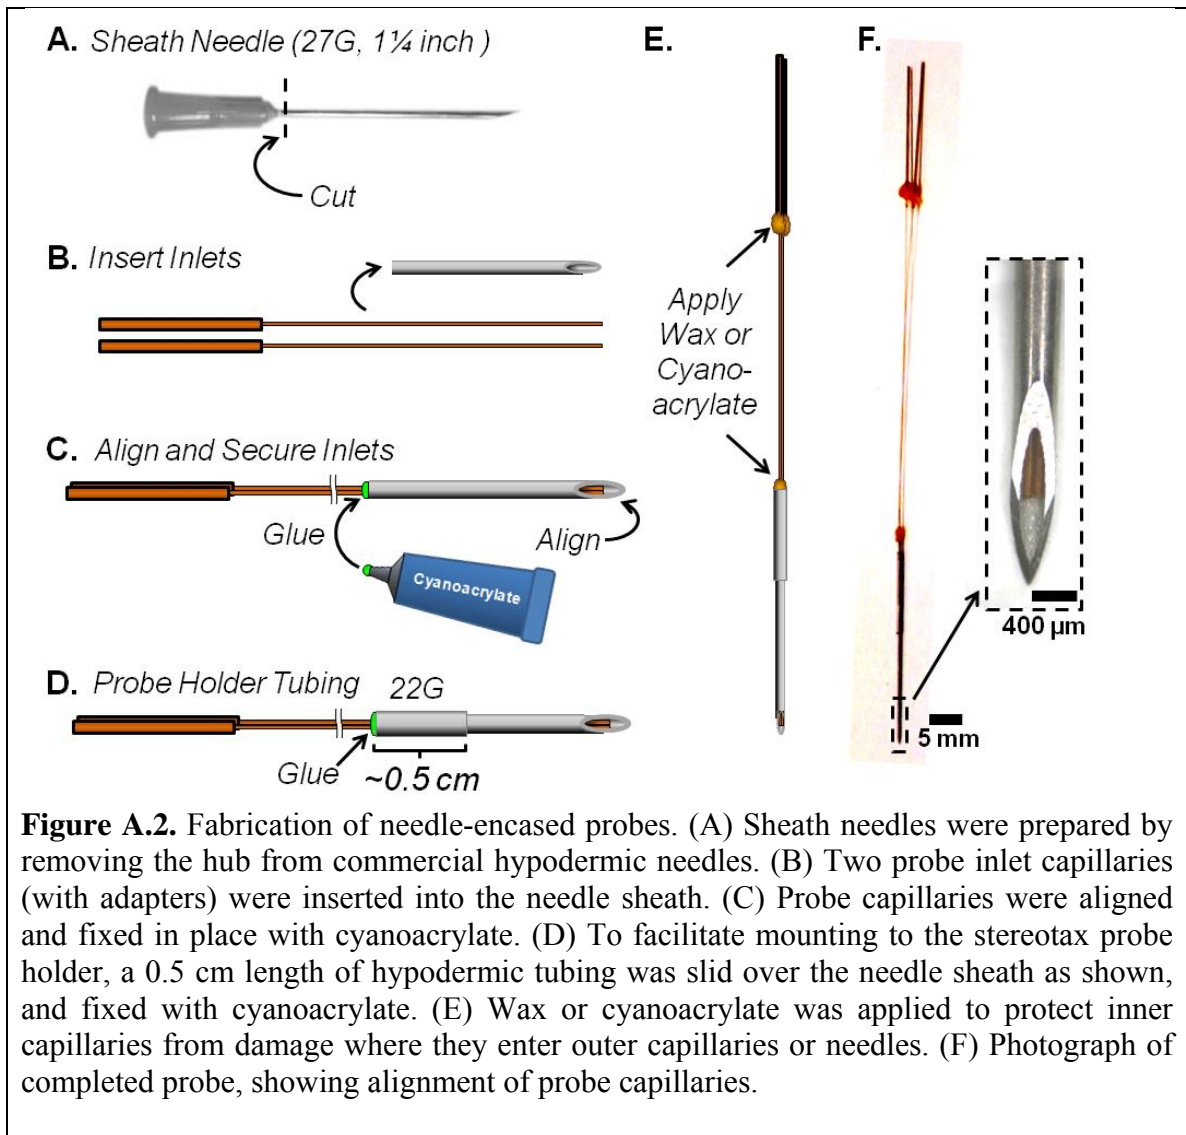 A. Sheath Needle (27G, 1¼ inch )
Cut
B. Insert Inlets
C. Align and Secure Inlets
Glue
Align
Cyanoacrylate
D. Probe Holder Tubing
22G
Glue
~0.5 cm
E.
Apply
Wax or
Cyano-
acrylate
F.
400 µm
5 mm
Figure A.2. Fabrication of needle-encased probes. (A) Sheath needles were prepared by
removing the hub from commercial hypodermic needles. (B) Two probe inlet capillaries
(with adapters) were inserted into the needle sheath. (C) Probe capillaries were aligned
and fixed in place with cyanoacrylate. (D) To facilitate mounting to the stereotax probe
holder, a 0.5 cm length of hypodermic tubing was slid over the needle sheath as shown,
and fixed with cyanoacrylate. (E) Wax or cyanoacrylate was applied to protect inner
capillaries from damage where they enter outer capillaries or needles. (F) Photograph of
completed probe, showing alignment of probe capillaries.